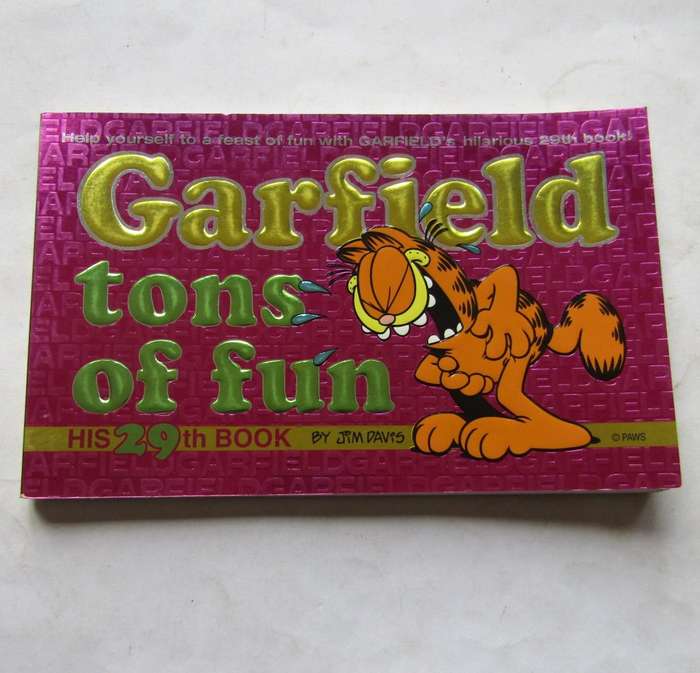 Help yourself to a feast of fun with GARFIELD's hilarious 29th book!
Garfield
tons
of fun
HIS 29th BOOK BY JIM DAVIS © PAWS